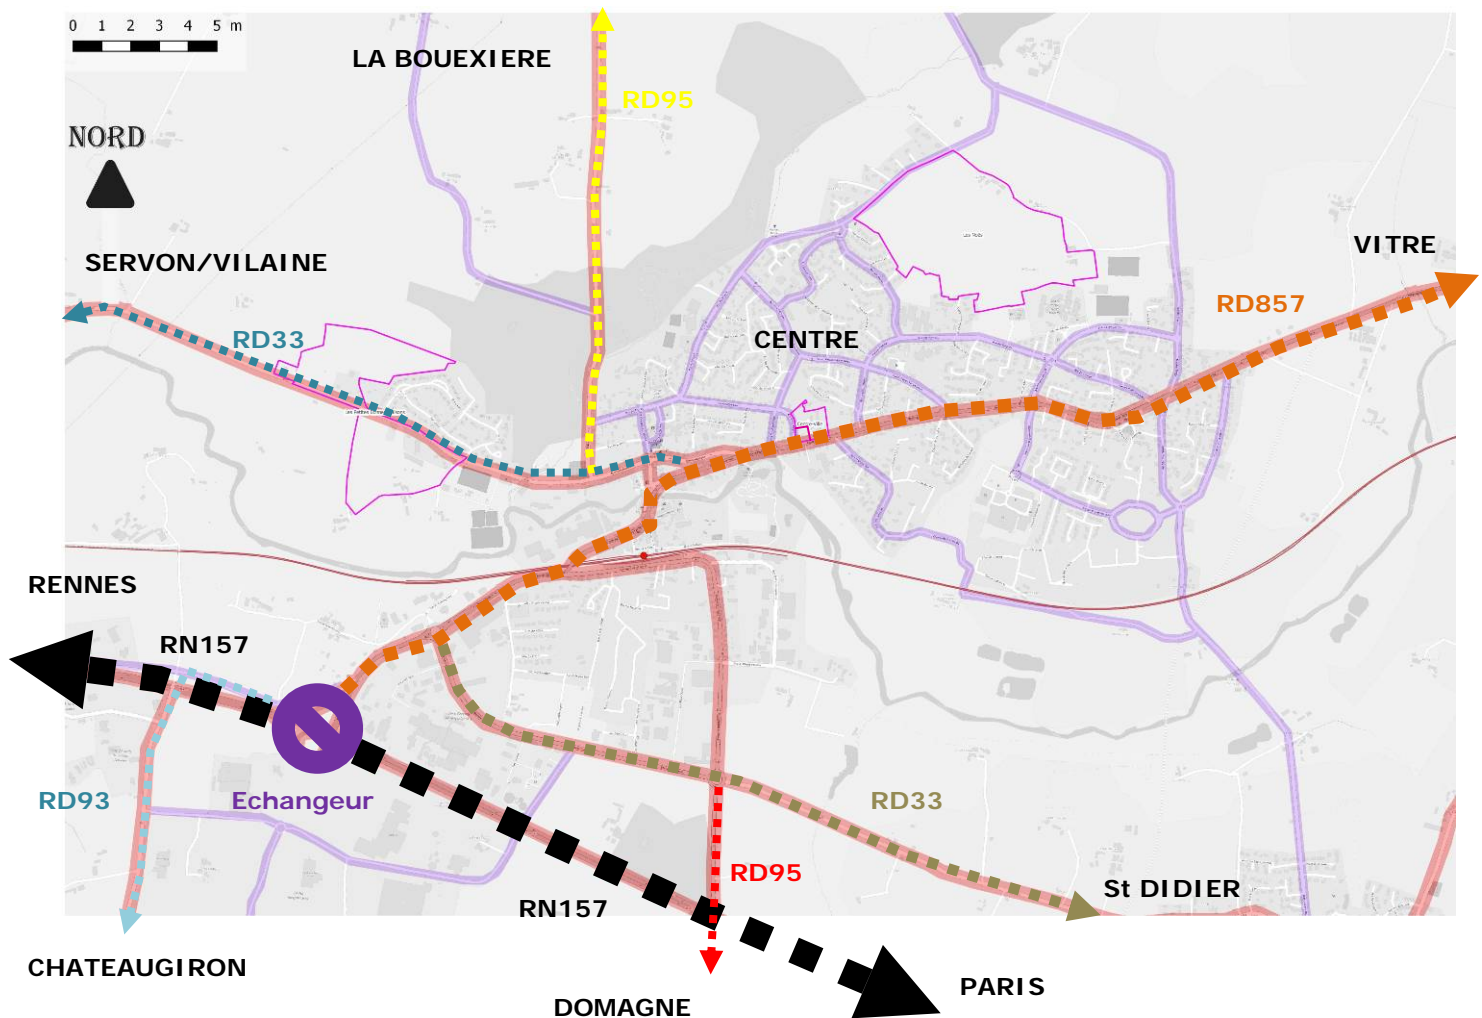 0 1 2 3 4 5 m
LA BOUEXIERE
RD95
NORD
SERVON/VILAINE
VITRE
RD857
RD33
CENTRE
RENNES
RN157
RD93
Echangeur
RD33
RD95
St DIDIER
RN157
CHATEAUGIRON
PARIS
DOMAGNE